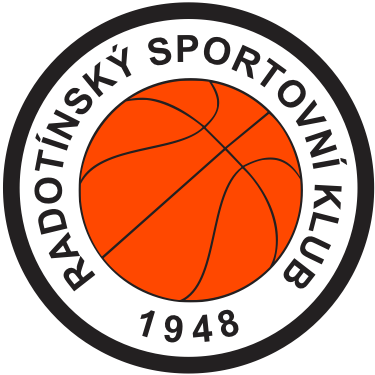 RADOTÍNSKÝ SPORTOVNÍ KLUB
1948